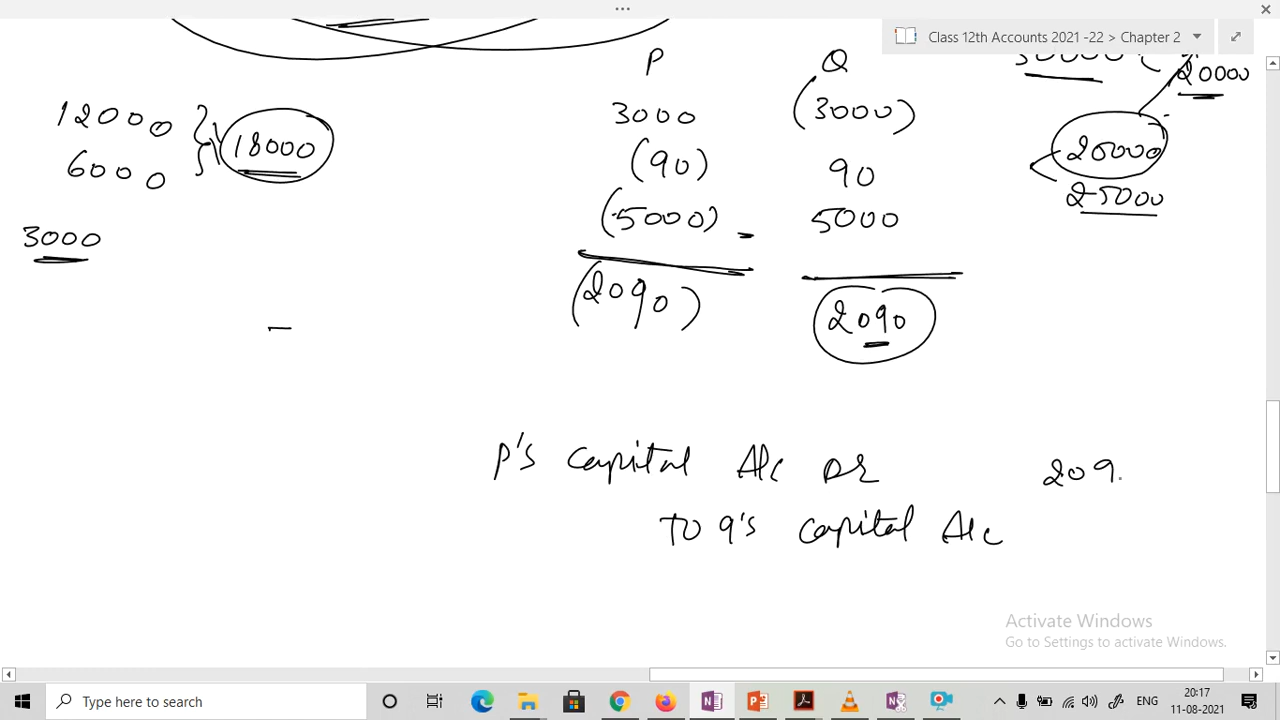 Class 12th Accounts 2021 -22 > Chapter 2
P Q
20000
12000 3000 (3000)
18000 20000
6000 (90) 90
25000
(5000) 5000
3000
(2090) 2090
P's capital A/c DR 209.
To q's capital A/c
Activate Windows
Go to Settings to activate Windows.
Type here to search
20:17
11-08-2021